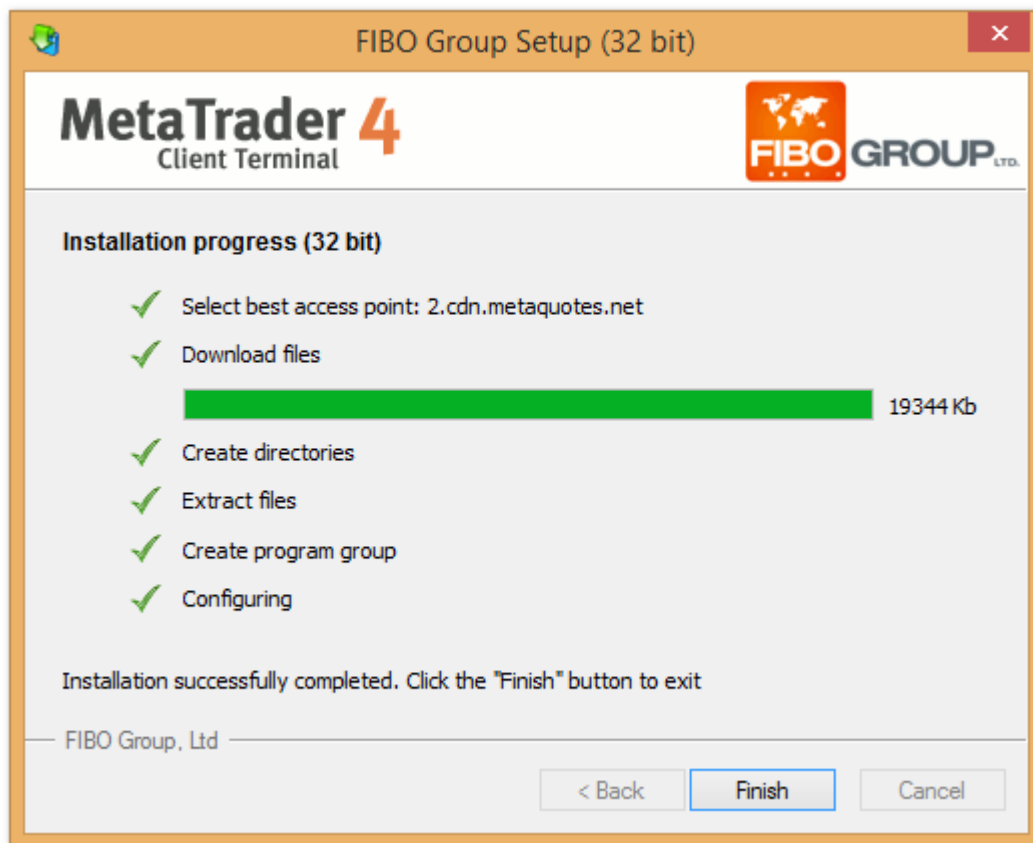 FIBO Group Setup (32 bit)
MetaTrader 4
Client Terminal
FIBO GROUP LTD.
Installation progress (32 bit)
Select best access point: 2.cdn.metaquotes.net
Download files
19344 Kb
Create directories
Extract files
Create program group
Configuring
Installation successfully completed. Click the "Finish" button to exit
FIBO Group, Ltd
< Back Finish Cancel